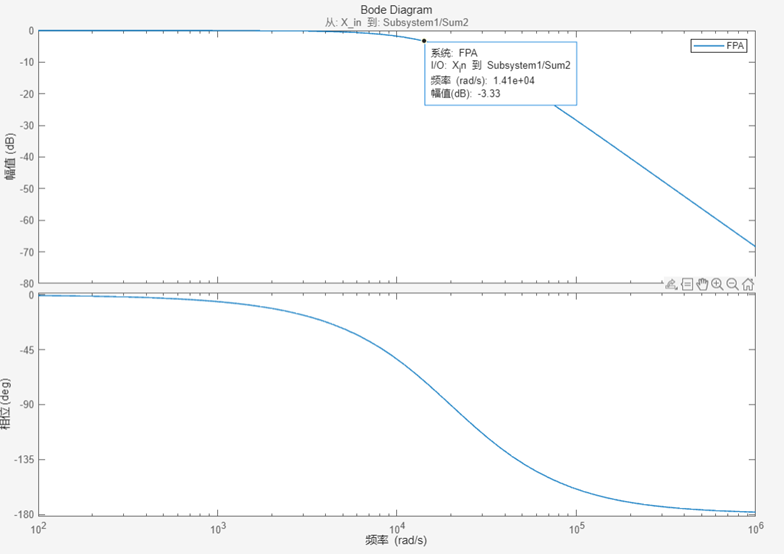 Bode Diagram
从: X_in 到: Subsystem1/Sum2
FPA
系统: FPA
I/O: X_in 到 Subsystem1/Sum2
频率 (rad/s): 1.41e+04
幅值(dB): -3.33
幅值 (dB)
0
-10
-20
-30
-40
-50
-60
-70
-80
相位 (deg)
0
-45
-90
-135
-180
10^2
10^3
10^4
10^5
10^6
频率 (rad/s)